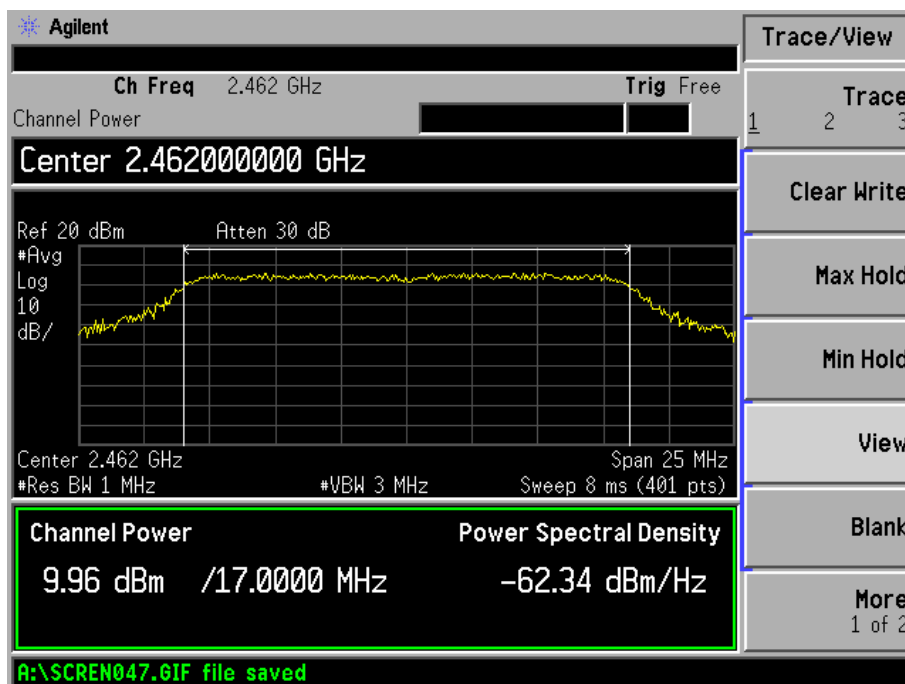 Agilent
Trace/View
Ch Freq 2.462 GHz Trig Free
Channel Power
Trace
1 2 3
Center 2.462000000 GHz
Clear Write
Ref 20 dBm Atten 30 dB
#Avg
Log
10
dB/
Max Hold
Min Hold
Center 2.462 GHz Span 25 MHz
#Res BW 1 MHz #VBW 3 MHz Sweep 8 ms (401 pts)
View
Channel Power Power Spectral Density
9.96 dBm /17.0000 MHz -62.34 dBm/Hz
Blank
More
1 of 2
A:\SCREN047.GIF file saved